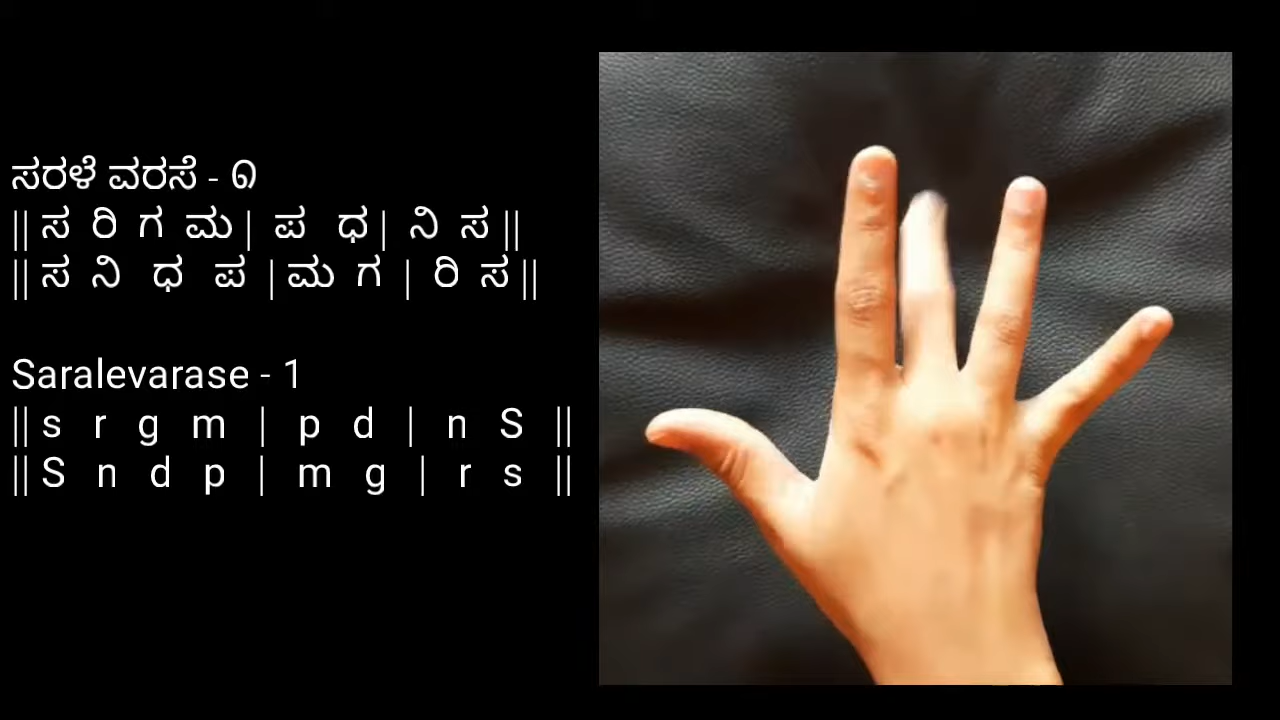 ಸರಳೆ ವರಸೆ - ೧
|| ಸ ರಿ ಗ ಮ | ಪ ಧ | ನಿ ಸ ||
|| ಸ ನಿ ಧ ಪ | ಮ ಗ | ರಿ ಸ ||
Saralevarase - 1
|| s r g m | p d | n S ||
|| S n d p | m g | r s ||